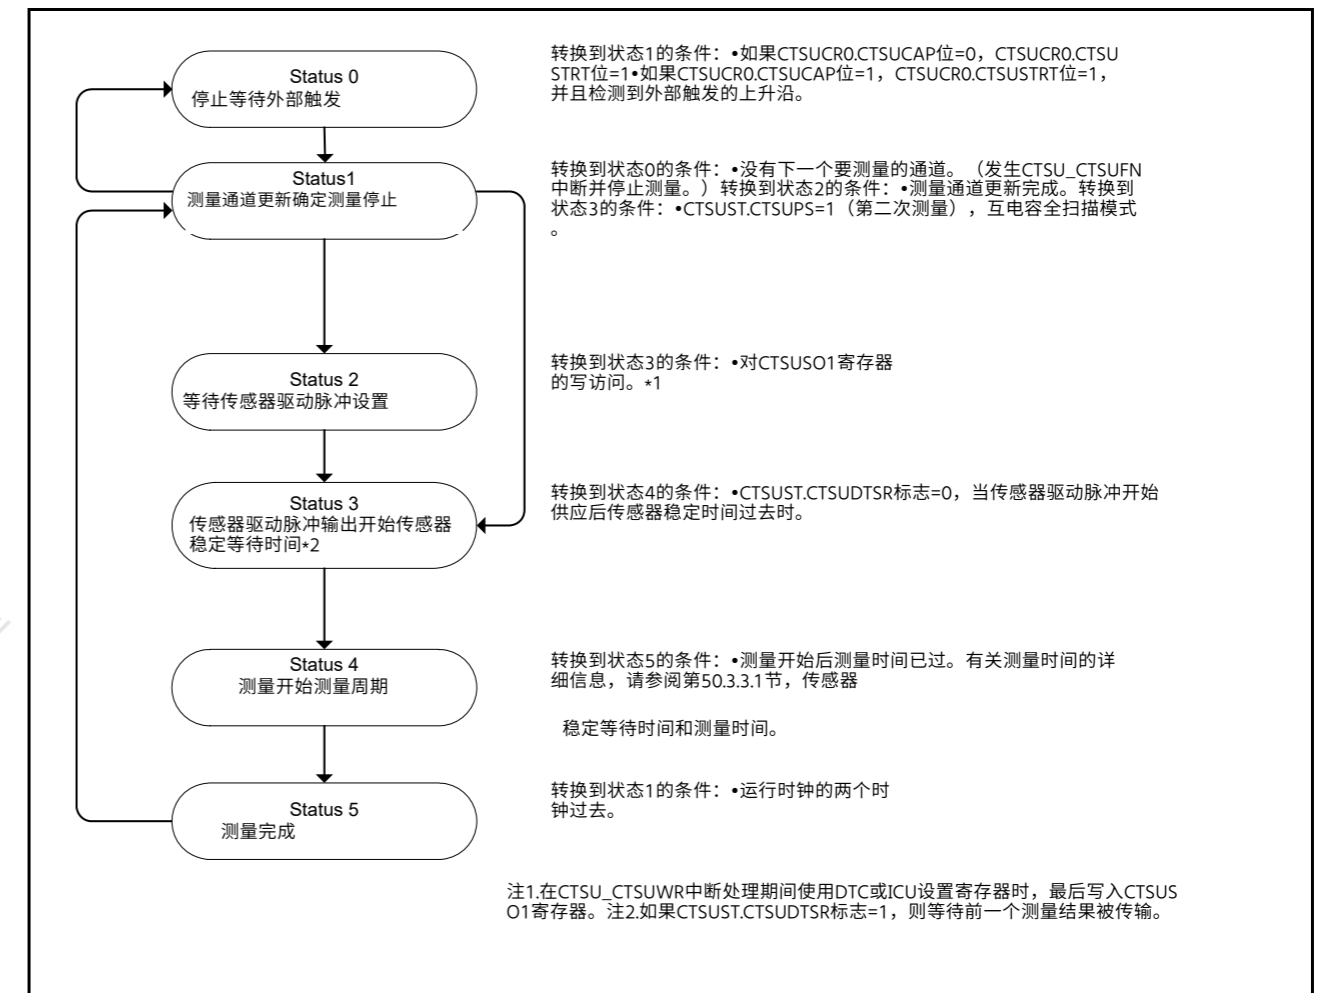 Status 0
停止等待外部触发
转换到状态1的条件：•如果CTSUCR0.CTSUCAP位=0，CTSUCR0.CTSU
STRT位=1•如果CTSUCR0.CTSUCAP位=1，CTSUCR0.CTSUSTRT位=1，
并且检测到外部触发的上升沿。
Status1
测量通道更新确定测量停止
转换到状态0的条件：•没有下一个要测量的通道。（发生CTSU_CTSUFN
中断并停止测量。）转换到状态2的条件：•测量通道更新完成。转换到
状态3的条件：•CTSUST.CTSUPS=1（第二次测量），互电容全扫描模式
。
Status 2
等待传感器驱动脉冲设置
转换到状态3的条件：•对CTSUSO1寄存器
的写访问。*1
Status 3
传感器驱动脉冲输出开始传感器
稳定等待时间*2
转换到状态4的条件：•CTSUST.CTSUDTSR标志=0，当传感器驱动脉冲开始
供应后传感器稳定时间过去时。
Status 4
测量开始测量周期
转换到状态5的条件：•测量开始后测量时间已过。有关测量时间的详
细信息，请参阅第50.3.3.1节，传感器
稳定等待时间和测量时间。
Status 5
测量完成
转换到状态1的条件：•运行时钟的两个时
钟过去。
注1.在CTSU_CTSUWR中断处理期间使用DTC或ICU设置寄存器时，最后写入CTSUS
O1寄存器。注2.如果CTSUST.CTSUDTSR标志=1，则等待前一个测量结果被传输。